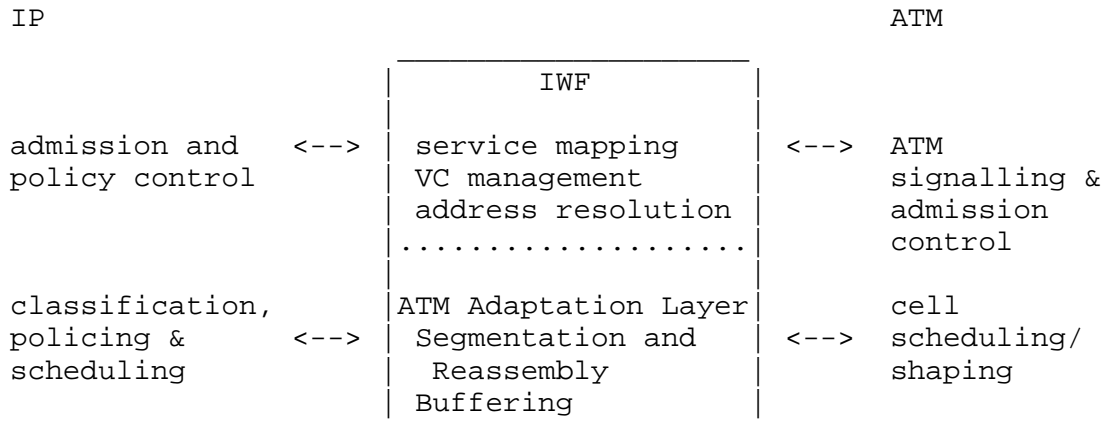 IP ATM
_____________________
| IWF |
| |
admission and <--> | service mapping | <--> ATM
policy control | VC management | signalling &
| address resolution | admission
|....................| control
| |
classification, |ATM Adaptation Layer| cell
policing & <--> | Segmentation and | <--> scheduling/
scheduling | Reassembly | shaping
| Buffering |